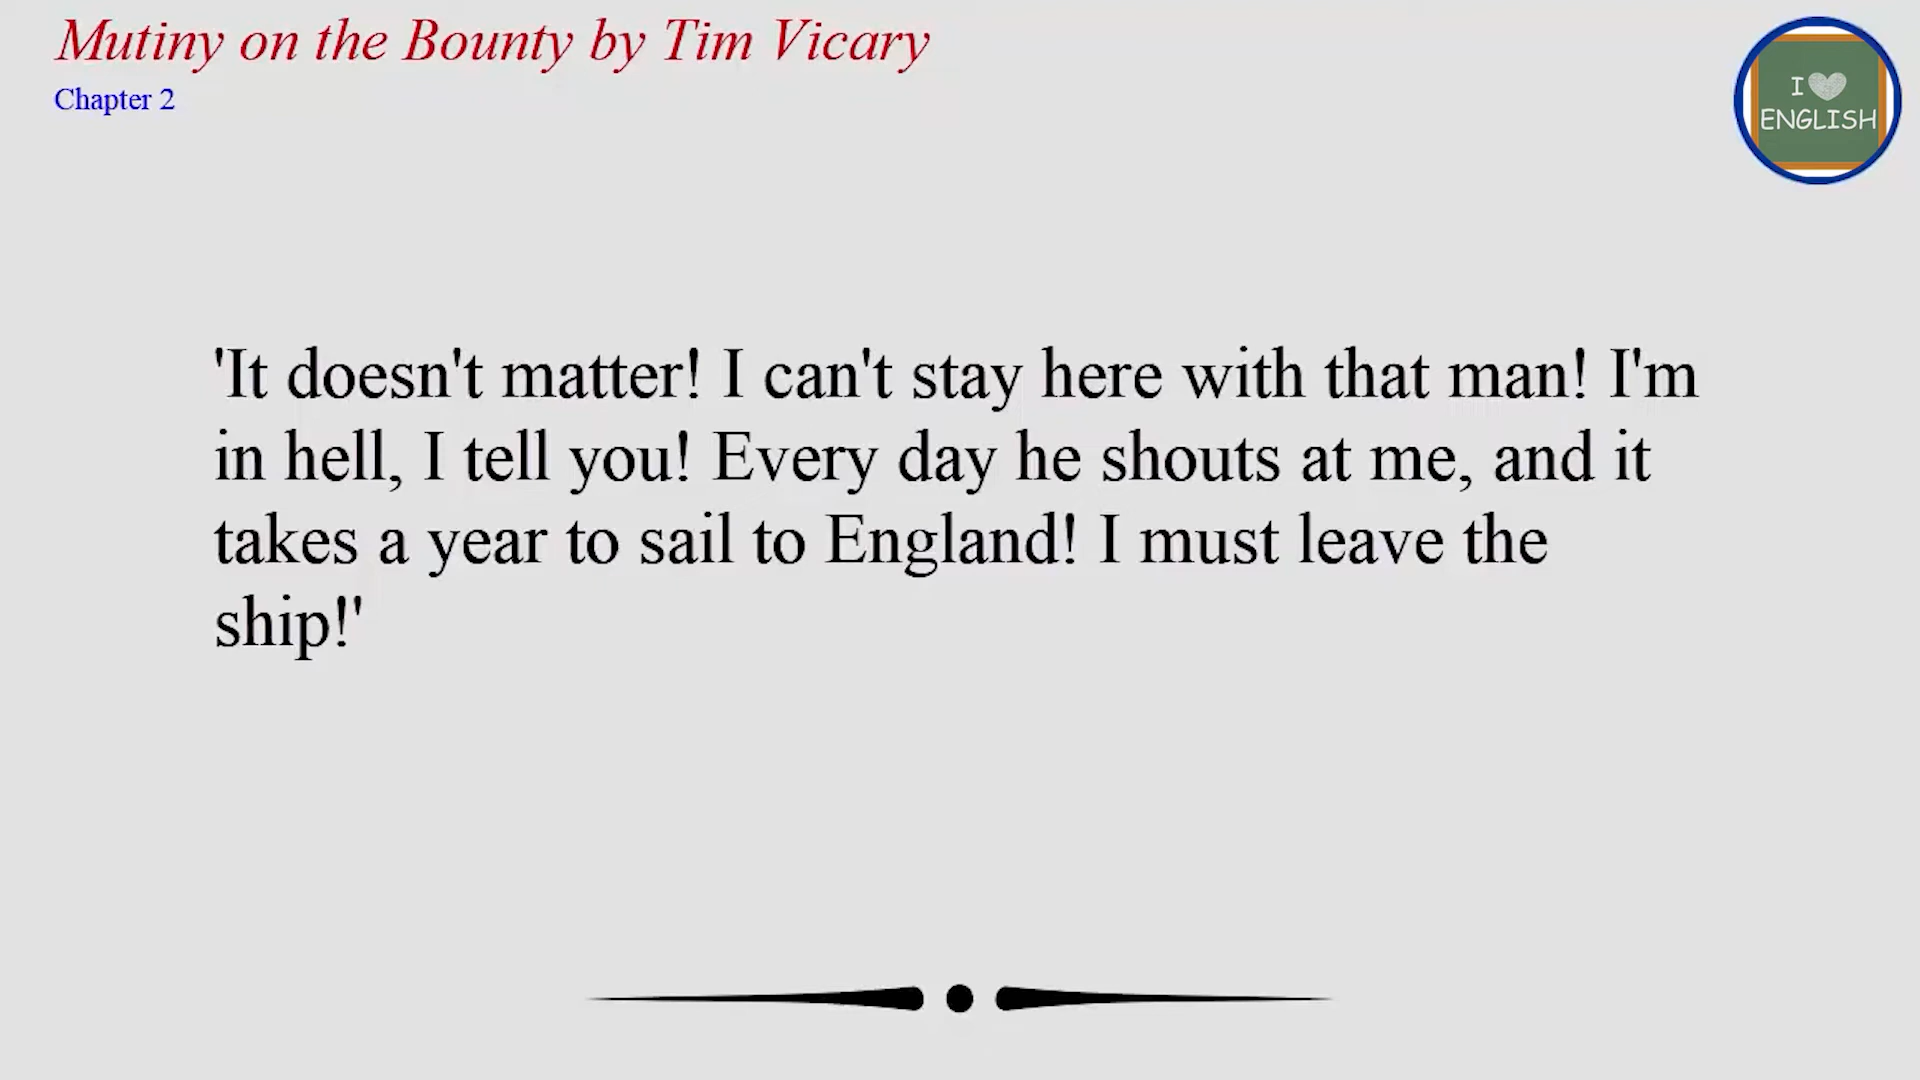 Mutiny on the Bounty by Tim Vicary
Chapter 2
I
ENGLISH
'It doesn't matter! I can't stay here with that man! I'm
in hell, I tell you! Every day he shouts at me, and it
takes a year to sail to England! I must leave the
ship!'